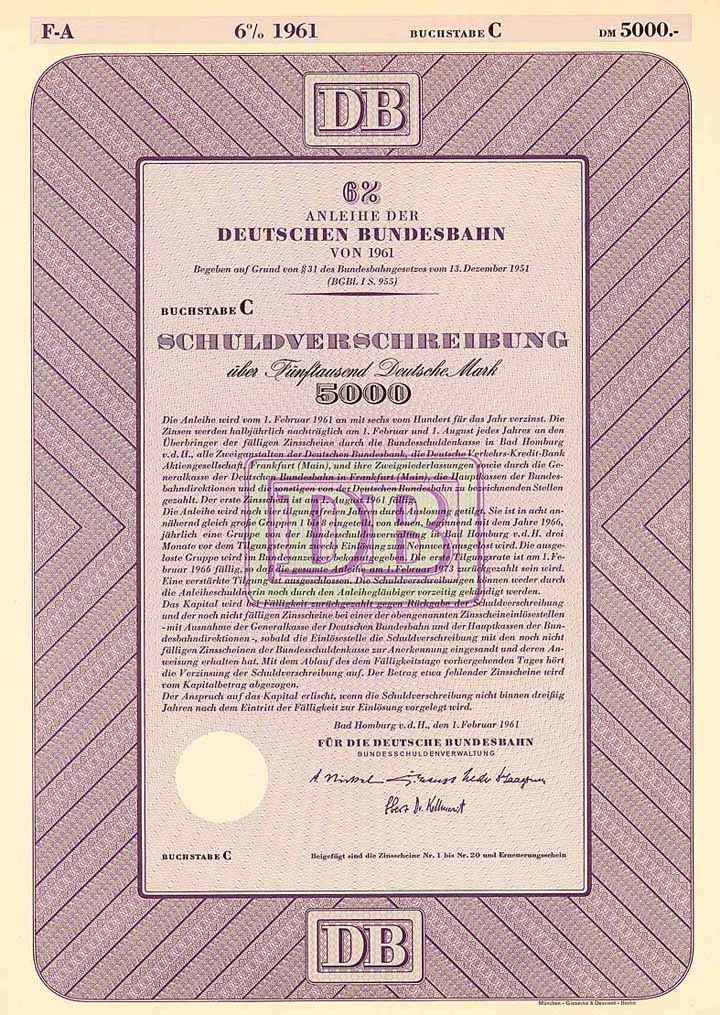 F-A 6% 1961 BUCHSTABE C DM 5000.-
DB
6%
ANLEIHE DER
DEUTSCHEN BUNDESBAHN
VON 1961
Begeben auf Grund von § 31 des Bundesbahngesetzes vom 13. Dezember 1951
(BGBl. I S. 955)
BUCHSTABE C
SCHULDVERSCHREIBUNG
über Fünftausend Deutsche Mark
5000
Die Anleihe wird vom 1. Februar 1961 an mit sechs vom Hundert für das Jahr verzinst. Die
Zinsen werden halbjährlich nachträglich am 1. Februar und 1. August jedes Jahres an den
Überbringer der fälligen Zinsscheine durch die Bundesschuldenkasse in Bad Homburg
v. d. H., alle Zweiganstalten der Deutschen Bundesbank, die Deutsche Verkehrs-Kredit-Bank
Aktiengesellschaft, Frankfurt (Main), und ihre Zweigniederlassungen sowie durch die Ge-
neralkasse der Deutschen Bundesbahn in Frankfurt (Main), die Hauptkassen der Bundes-
bahndirektionen und die sonstigen von der Deutschen Bundesbahn zu bezeichnenden Stellen
gezahlt. Der erste Zinsschein ist am 1. August 1961 fällig.
Die Anleihe wird nach vier tilgungsfreien Jahren durch Auslosung getilgt. Sie ist in acht an-
nähernd gleich große Gruppen 1 bis 8 eingeteilt, von denen, beginnend mit dem Jahre 1966,
jährlich eine Gruppe durch die Bundesschuldenverwaltung in Bad Homburg v. d. H. drei
Monate vor dem Tilgungstermin zwecks Einlösung zum Nennwert ausgelost wird. Die ausge-
loste Gruppe wird im Bundesanzeiger bekanntgegeben. Die erste Tilgungsrate ist am 1. Fe-
bruar 1966 fällig, so daß die gesamte Anleihe am 1. Februar 1973 zurückgezahlt sein wird.
Eine verstärkte Tilgung ist ausgeschlossen. Die Schuldverschreibungen können weder durch
die Anleiheschuldnerin noch durch den Anleihegläubiger vorzeitig gekündigt werden.
Das Kapital wird bei Fälligkeit zurückgezahlt gegen Rückgabe der Schuldverschreibung
und der noch nicht fälligen Zinsscheine bei einer der obengenannten Zinsscheineinlösestellen
- mit Ausnahme der Generalkasse der Deutschen Bundesbahn und der Hauptkassen der Bun-
desbahndirektionen -, sobald die Einlösestelle die Schuldverschreibung mit den noch nicht
fälligen Zinsscheinen der Bundesschuldenkasse zur Anerkennung eingesandt und deren An-
weisung erhalten hat. Mit dem Ablauf des dem Fälligkeitstage vorhergehenden Tages hört
die Verzinsung der Schuldverschreibung auf. Der Betrag etwa fehlender Zinsscheine wird
vom Kapitalbetrag abgezogen.
Der Anspruch auf das Kapital erlischt, wenn die Schuldverschreibung nicht binnen dreißig
Jahren nach dem Eintritt der Fälligkeit zur Einlösung vorgelegt wird.
DB
Bad Homburg v. d. H., den 1. Februar 1961
FÜR DIE DEUTSCHE BUNDESBAHN
BUNDESSCHULDENVERWALTUNG
BUCHSTABE C Beigefügt sind die Zinsscheine Nr. 1 bis Nr. 20 und Erneuerungsschein
DB
München - Giesecke & Devrient - Berlin